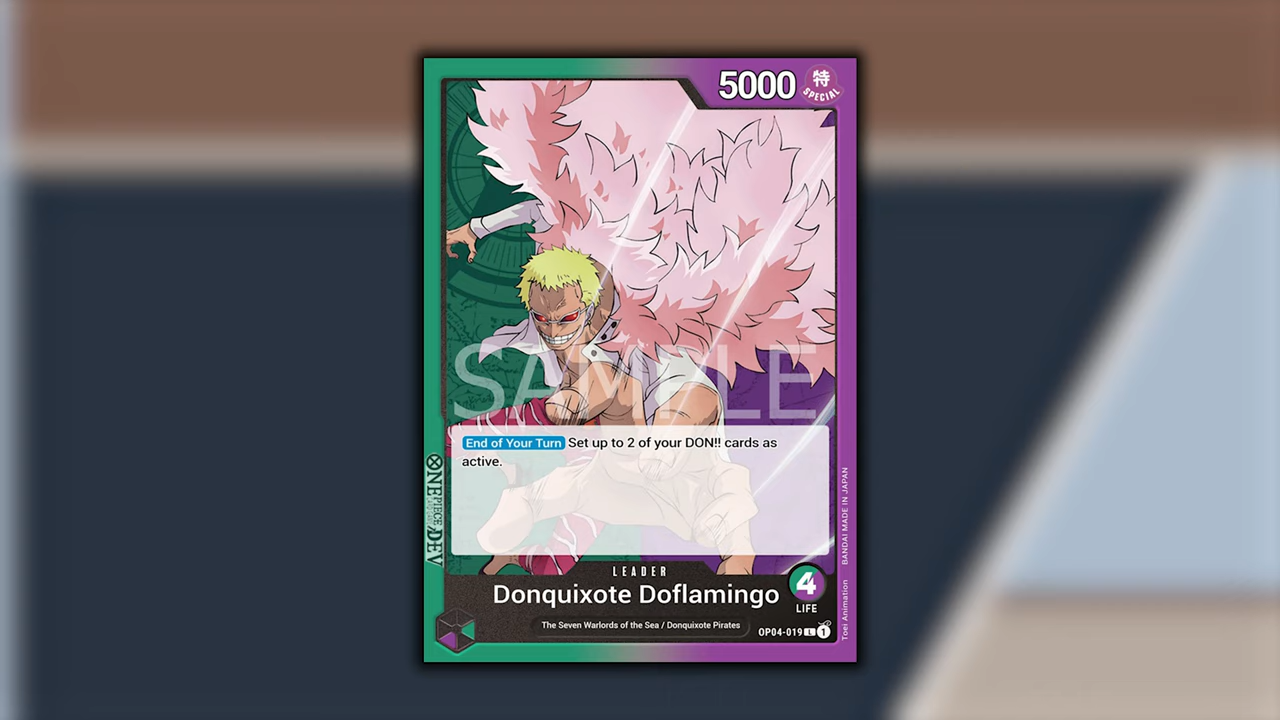 5000
特
SPECIAL
SAMPLE
End of Your Turn Set up to 2 of your DON!! cards as
active.
LEADER
Donquixote Doflamingo
4
LIFE
The Seven Warlords of the Sea / Donquixote Pirates
OP04-019 L 1
Toei Animation BANDAI MADE IN JAPAN
ONE PIECE
DEV